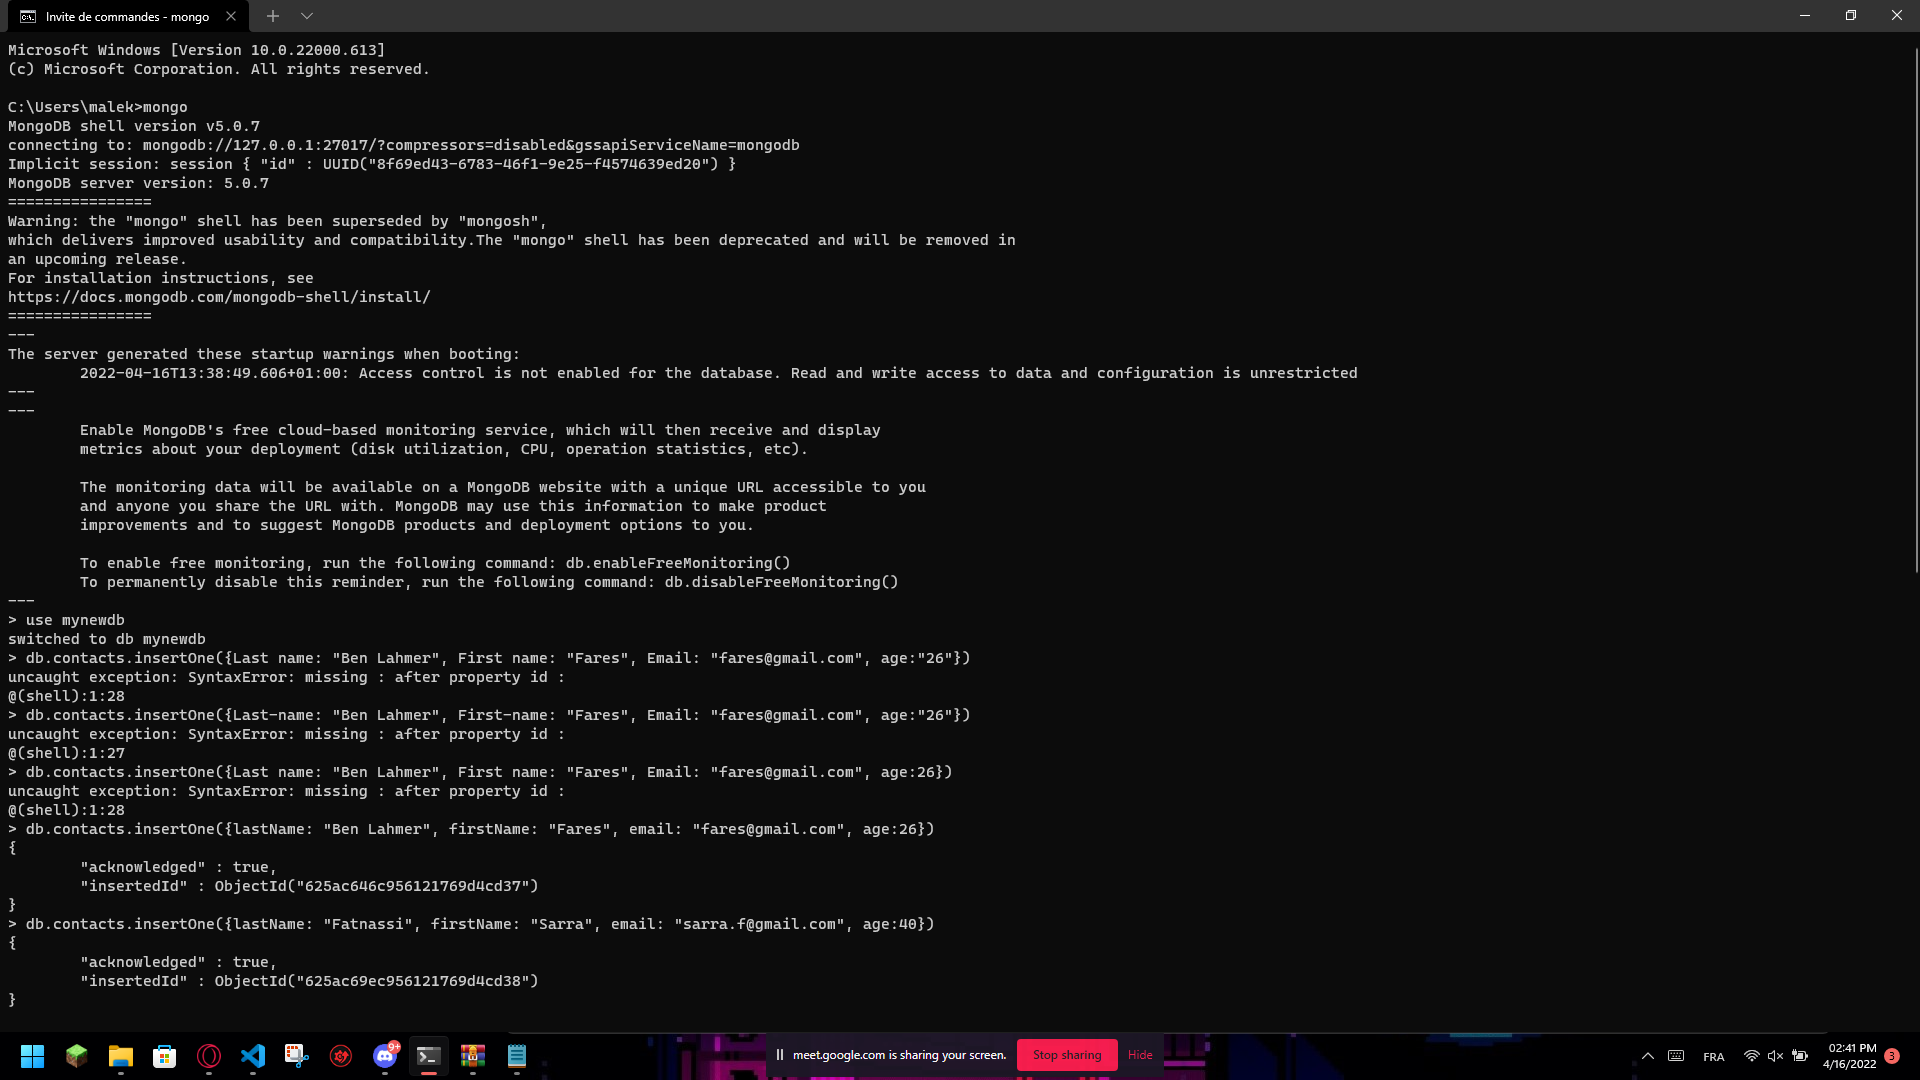 Invite de commandes - mongo
Microsoft Windows [Version 10.0.22000.613]
(c) Microsoft Corporation. All rights reserved.
C:\Users\malek>mongo
MongoDB shell version v5.0.7
connecting to: mongodb://127.0.0.1:27017/?compressors=disabled&gssapiServiceName=mongodb
Implicit session: session { "id" : UUID("8f69ed43-6783-46f1-9e25-f4574639ed20") }
MongoDB server version: 5.0.7
================
Warning: the "mongo" shell has been superseded by "mongosh",
which delivers improved usability and compatibility.The "mongo" shell has been deprecated and will be removed in
an upcoming release.
For installation instructions, see
https://docs.mongodb.com/mongodb-shell/install/
================
---
The server generated these startup warnings when booting:
2022-04-16T13:38:49.606+01:00: Access control is not enabled for the database. Read and write access to data and configuration is unrestricted
---
---
Enable MongoDB's free cloud-based monitoring service, which will then receive and display
metrics about your deployment (disk utilization, CPU, operation statistics, etc).
The monitoring data will be available on a MongoDB website with a unique URL accessible to you
and anyone you share the URL with. MongoDB may use this information to make product
improvements and to suggest MongoDB products and deployment options to you.
To enable free monitoring, run the following command: db.enableFreeMonitoring()
To permanently disable this reminder, run the following command: db.disableFreeMonitoring()
---
> use mynewdb
switched to db mynewdb
> db.contacts.insertOne({Last name: "Ben Lahmer", First name: "Fares", Email: "fares@gmail.com", age:"26"})
uncaught exception: SyntaxError: missing : after property id :
@(shell):1:28
> db.contacts.insertOne({Last-name: "Ben Lahmer", First-name: "Fares", Email: "fares@gmail.com", age:"26"})
uncaught exception: SyntaxError: missing : after property id :
@(shell):1:27
> db.contacts.insertOne({Last name: "Ben Lahmer", First name: "Fares", Email: "fares@gmail.com", age:26})
uncaught exception: SyntaxError: missing : after property id :
@(shell):1:28
> db.contacts.insertOne({lastName: "Ben Lahmer", firstName: "Fares", email: "fares@gmail.com", age:26})
{
"acknowledged" : true,
"insertedId" : ObjectId("625ac646c956121769d4cd37")
}
> db.contacts.insertOne({lastName: "Fatnassi", firstName: "Sarra", email: "sarra.f@gmail.com", age:40})
{
"acknowledged" : true,
"insertedId" : ObjectId("625ac69ec956121769d4cd38")
}
9+
meet.google.com is sharing your screen.
Stop sharing
Hide
FRA
02:41 PM
4/16/2022
3